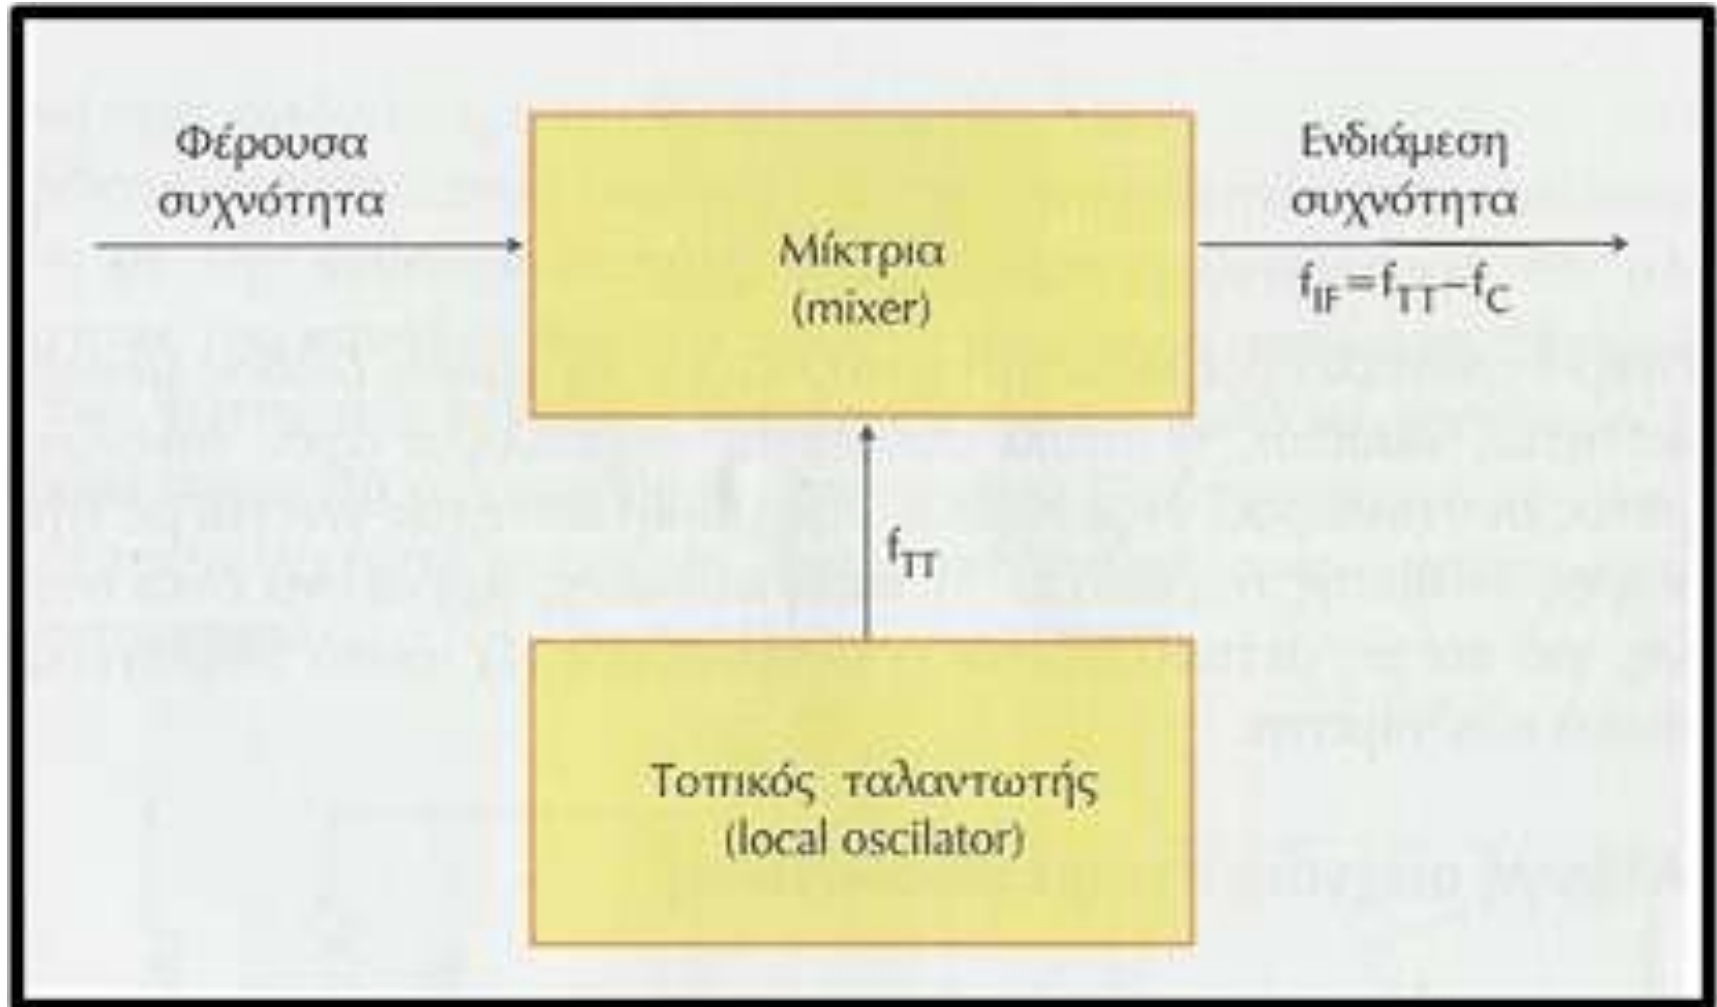 Φέρουσα
συχνότητα
Μίκτρια
(mixer)
Ενδιάμεση
συχνότητα
f_IF=f_TT−f_C
f_TT
Τοπικός ταλαντωτής
(local oscilator)